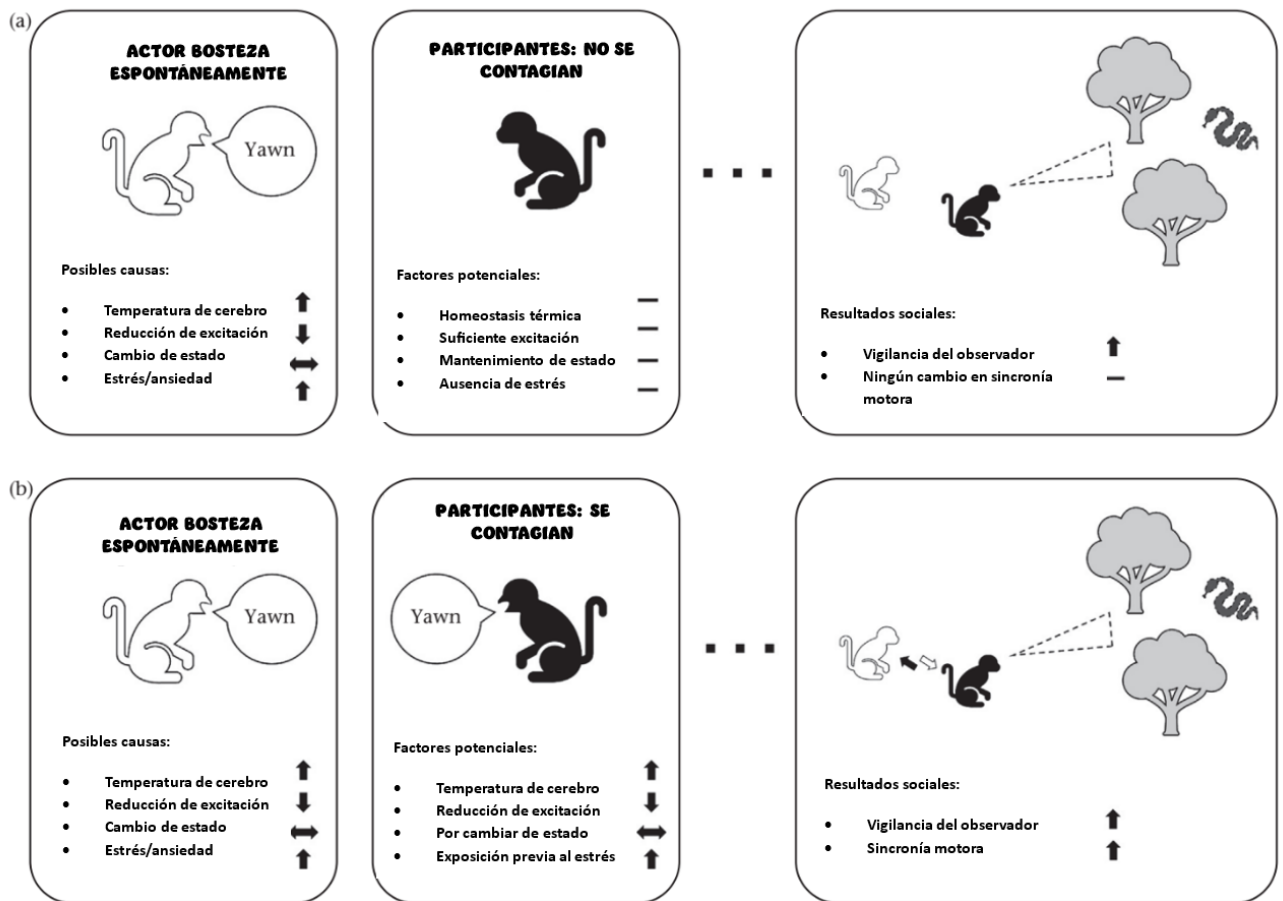 (a)
ACTOR BOSTEZA
ESPONTÁNEAMENTE
Yawn
Posibles causas:
• Temperatura de cerebro
• Reducción de excitación
• Cambio de estado
• Estrés/ansiedad
PARTICIPANTES: NO SE
CONTAGIAN
Factores potenciales:
• Homeostasis térmica
• Suficiente excitación
• Mantenimiento de estado
• Ausencia de estrés
Resultados sociales:
• Vigilancia del observador
• Ningún cambio en sincronía
motora
(b)
ACTOR BOSTEZA
ESPONTÁNEAMENTE
Yawn
Posibles causas:
• Temperatura de cerebro
• Reducción de excitación
• Cambio de estado
• Estrés/ansiedad
PARTICIPANTES: SE
CONTAGIAN
Yawn
Factores potenciales:
• Temperatura de cerebro
• Reducción de excitación
• Por cambiar de estado
• Exposición previa al estrés
Resultados sociales:
• Vigilancia del observador
• Sincronía motora